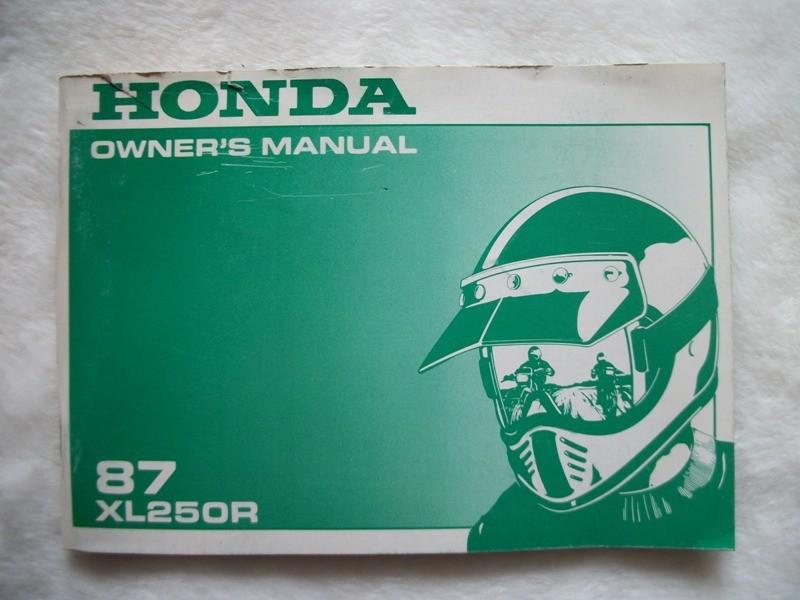 HONDA
OWNER'S MANUAL
87
XL250R